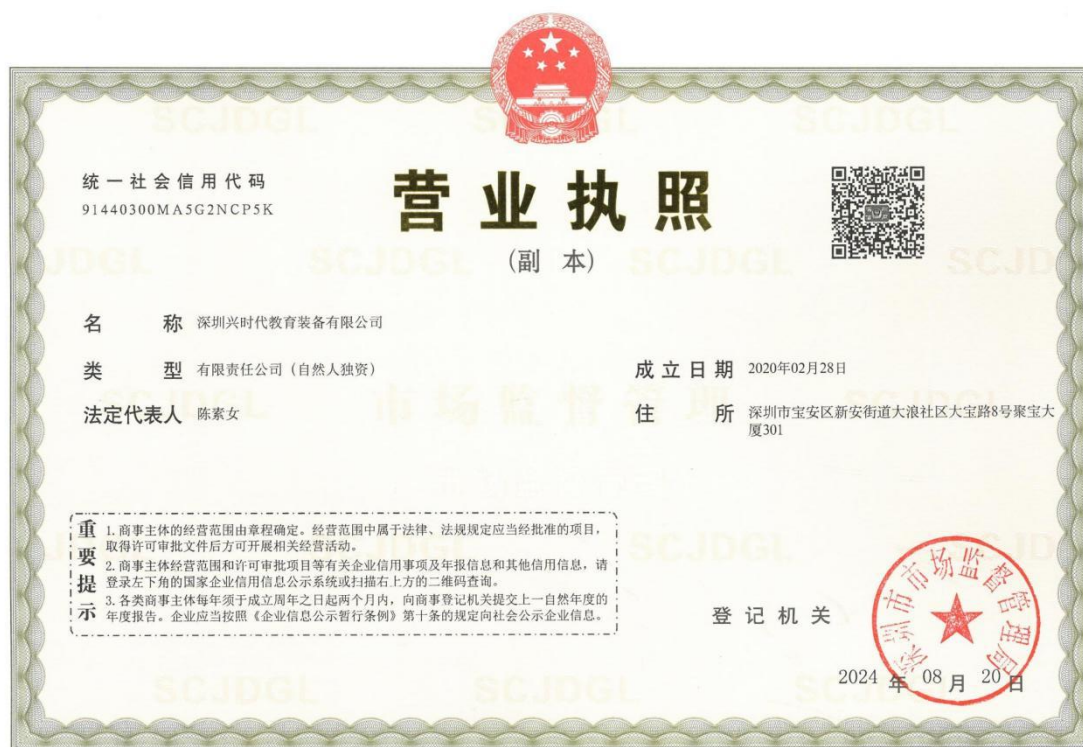 统一社会信用代码
91440300MA5G2NCP5K
营业执照
(副 本)
名 称 深圳兴时代教育装备有限公司
类 型 有限责任公司（自然人独资）
法定代表人 陈素女
成立日期 2020年02月28日
住 所 深圳市宝安区新安街道大浪社区大宝路8号聚宝大
厦301
重要提示
1. 商事主体的经营范围由章程确定。经营范围中属于法律、法规规定应当经批准的项目，
取得许可审批文件后方可开展相关经营活动。
2. 商事主体经营范围和许可审批项目等有关企业信用事项及年报信息和其他信用信息，请
登录左下角的国家企业信用信息公示系统或扫描右上方的二维码查询。
3. 各类商事主体每年须于成立周年之日起两个月内，向商事登记机关提交上一自然年度的
年度报告。企业应当按照《企业信息公示暂行条例》第十条的规定向社会公示企业信息。
登记机关
深圳市市场监督管理局
2024 年 08 月 20 日
SCJDGL
市场监督管理